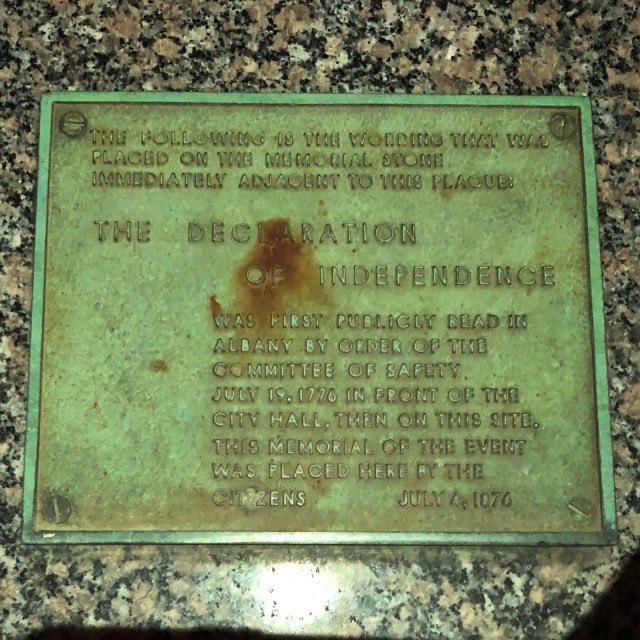 THE FOLLOWING IS THE WORDING THAT WAS
PLACED ON THE MEMORIAL STONE
IMMEDIATELY ADJACENT TO THIS PLAQUE:
THE DECLARATION
OF INDEPENDENCE
WAS FIRST PUBLICLY READ IN
ALBANY BY ORDER OF THE
COMMITTEE OF SAFETY
JULY 19, 1776 IN FRONT OF THE
CITY HALL, THEN ON THIS SITE.
THIS MEMORIAL OF THE EVENT
WAS PLACED HERE BY THE
CITIZENS JULY 4, 1876